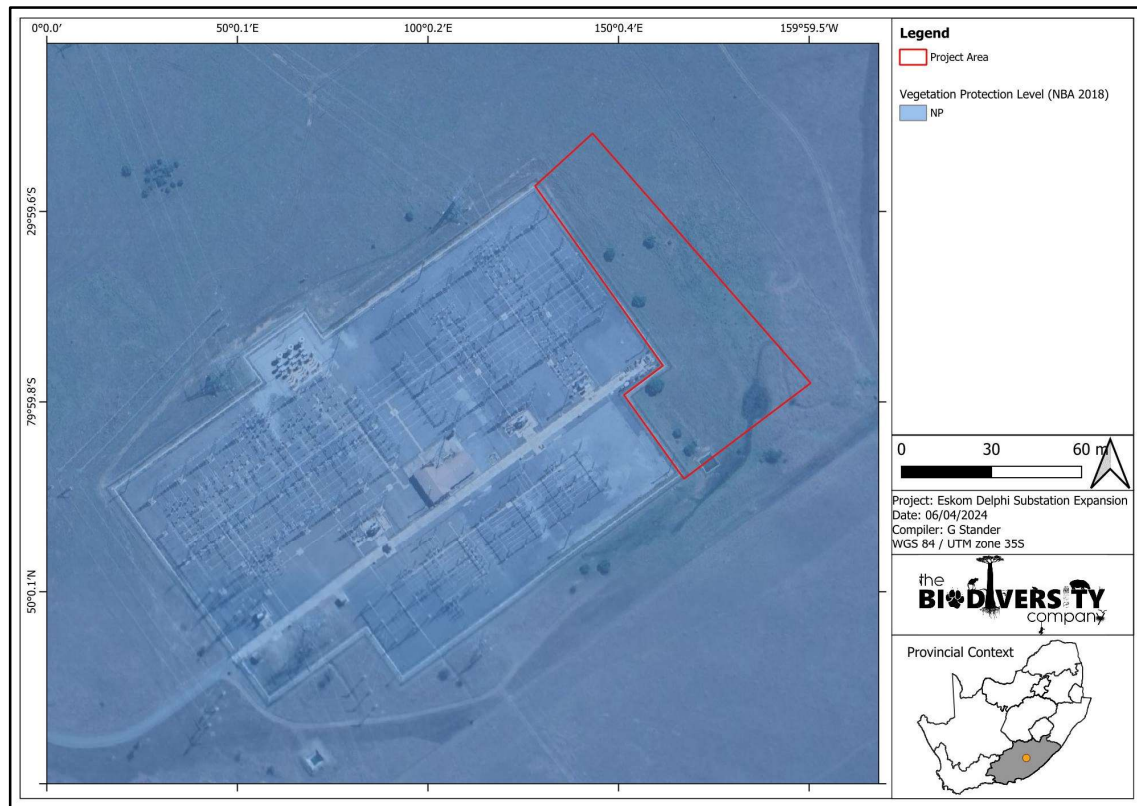 0°0.0′ 50°0.1′E 100°0.2′E 150°0.4′E 159°59.5′W
29°59.6′S
79°59.8′S
50°0.1′N
Legend
Project Area
Vegetation Protection Level (NBA 2018)
NP
0 30 60 m
Project: Eskom Delphi Substation Expansion
Date: 06/04/2024
Compiler: G Stander
WGS 84 / UTM zone 35S
the
BIODIVERSITY
company
Provincial Context